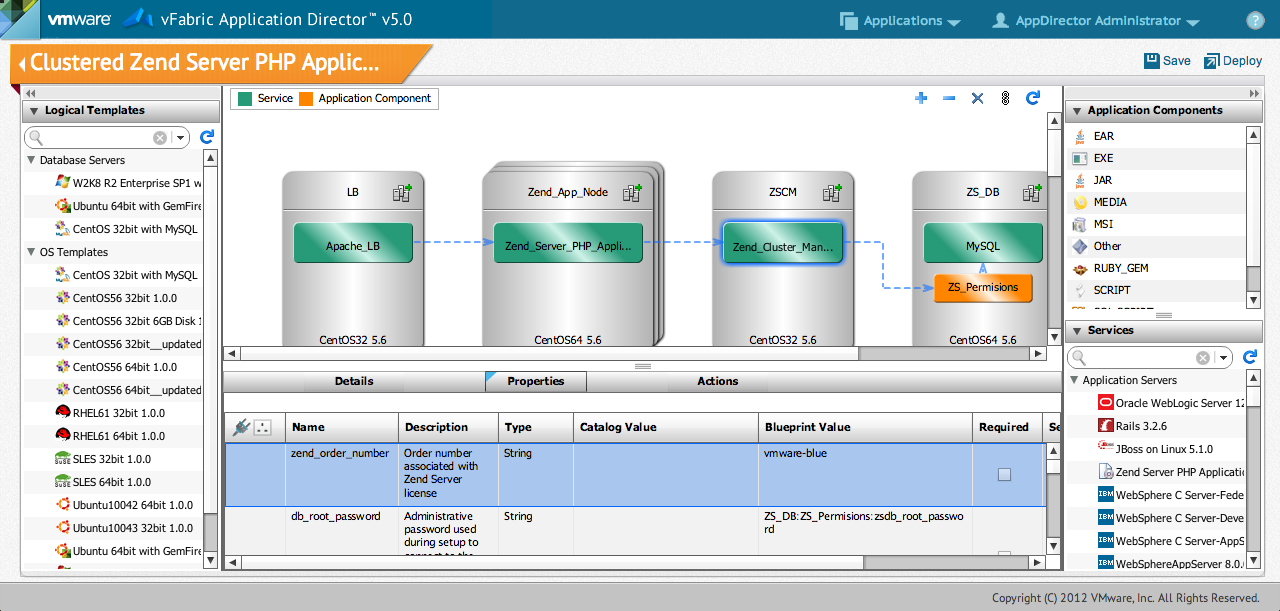 vmware vFabric Application Director™ v5.0
Applications
AppDirector Administrator
?
Clustered Zend Server PHP Applic...
Save
Deploy
Logical Templates
Database Servers
W2K8 R2 Enterprise SP1 w
Ubuntu 64bit with GemFire
CentOS 32bit with MySQL
OS Templates
CentOS 32bit with MySQL
CentOS56 32bit 1.0.0
CentOS56 32bit 6GB Disk 1
CentOS56 32bit__updated
CentOS56 64bit 1.0.0
CentOS56 64bit__updated
RHEL61 32bit 1.0.0
RHEL61 64bit 1.0.0
SLES 32bit 1.0.0
SLES 64bit 1.0.0
Ubuntu10042 64bit 1.0.0
Ubuntu10043 32bit 1.0.0
Ubuntu 64bit with GemFire
Service
Application Component
LB
Apache_LB
CentOS32 5.6
Zend_App_Node
Zend_Server_PHP_Appli...
CentOS64 5.6
ZSCM
Zend_Cluster_Man...
CentOS32 5.6
ZS_DB
MySQL
ZS_Permisions
CentOS64 5.6
Details
Properties
Actions
Name
Description
Type
Catalog Value
Blueprint Value
Required
Se
zend_order_number
Order number
associated with
Zend Server
license
String
vmware-blue
db_root_password
Administrative
password used
during setup to
connect to the
String
ZS_DB:ZS_Permisions:zsdb_root_passwo
rd
Application Components
EAR
EXE
JAR
MEDIA
MSI
Other
RUBY_GEM
SCRIPT
Services
Application Servers
Oracle WebLogic Server 12
Rails 3.2.6
JBoss on Linux 5.1.0
Zend Server PHP Applicatio
IBM WebSphere C Server-Fede
IBM WebSphere C Server-Deve
IBM WebSphere C Server-AppS
IBM WebSphereAppServer 8.0.
Copyright (C) 2012 VMware, Inc. All Rights Reserved.